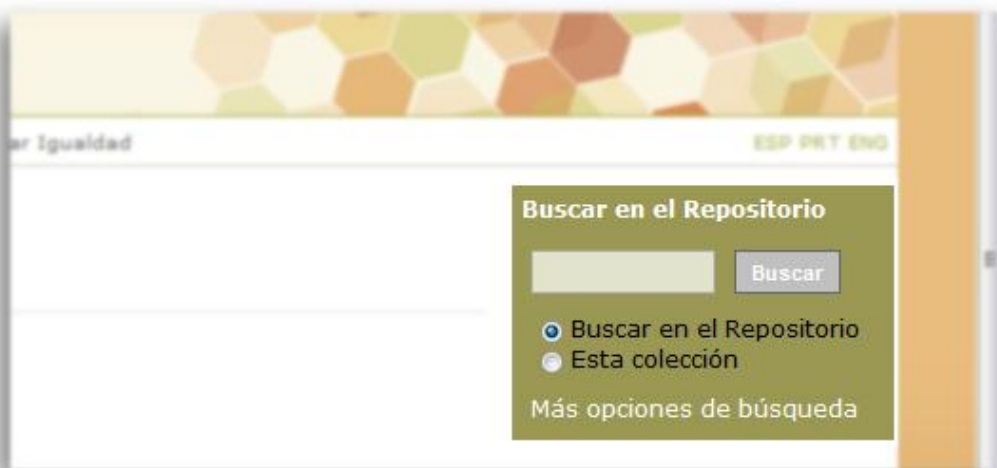 ar Igualdad
ESP PRT ENG
Buscar en el Repositorio
Buscar
Buscar en el Repositorio
Esta colección
Más opciones de búsqueda